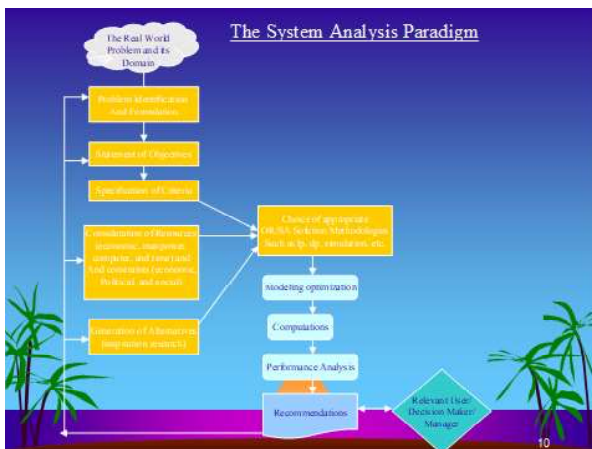 The System Analysis Paradigm
The Real World
Problem and its
Domain
Problem Identification
And Foundation
Statement of Objectives
Specification of Criteria
Consideration of Resources
(economic, manpower,
computer, and time) and
And constraints (economic,
Political, and social)
Generation of Alternatives
(Imagination research)
Choice of appropriate
OR/SA Solution Methodologies
Such as lp, dp, simulation, etc.
Modeling optimization
Computations
Performance Analysis
Recommendations
Relevant User/
Decision Maker/
Manager
10